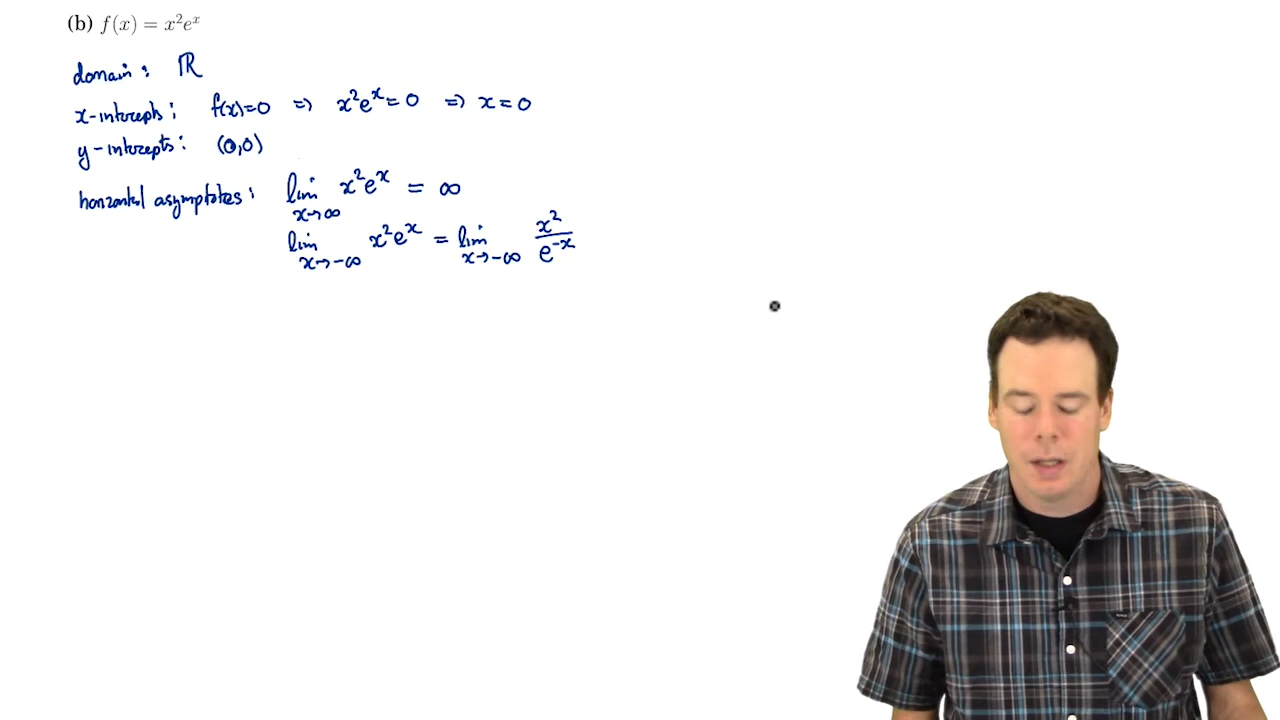 (b) f(x) = x²eˣ
domain : ℝ
x-intercepts : f(x)=0 ⇒ x²eˣ=0 ⇒ x=0
y-intercepts : (0,0)
horizontal asymptotes : lim x→∞ x²eˣ = ∞
lim x→-∞ x²eˣ = lim x→-∞ x²/e⁻ˣ